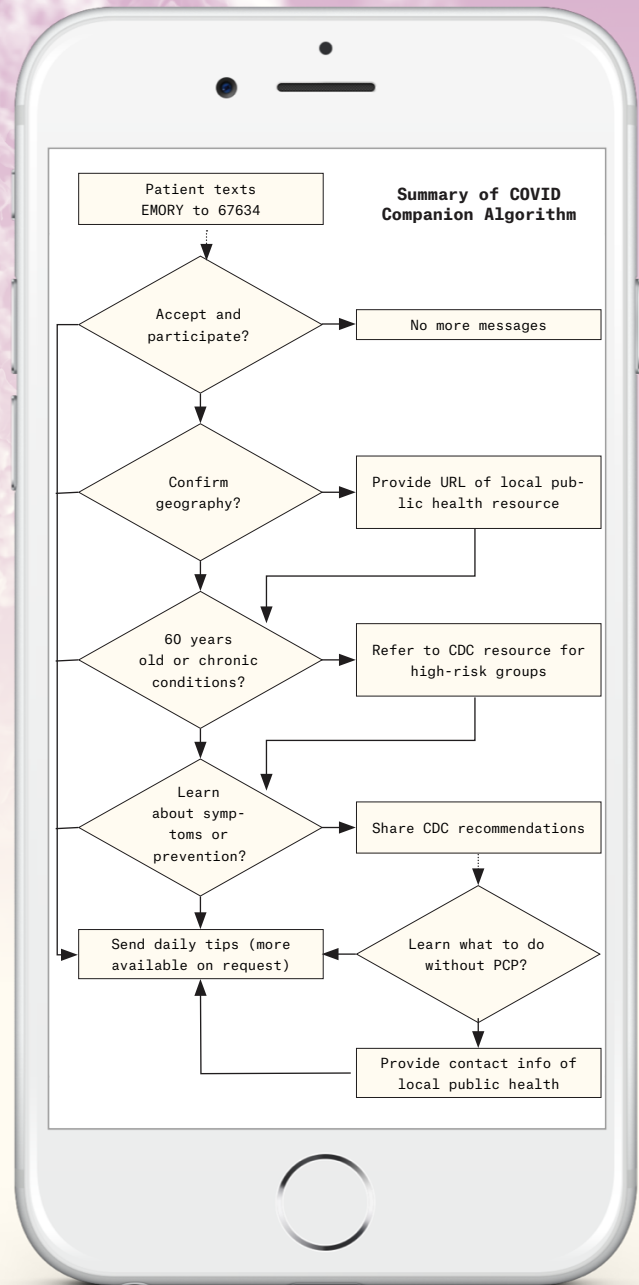 Patient texts
EMORY to 67634
Summary of COVID
Companion Algorithm
Accept and
participate?
No more messages
Confirm
geography?
Provide URL of local pub-
lic health resource
60 years
old or chronic
conditions?
Refer to CDC resource for
high-risk groups
Learn
about symp-
toms or
prevention?
Share CDC recommendations
Send daily tips (more
available on request)
Learn what to do
without PCP?
Provide contact info of
local public health